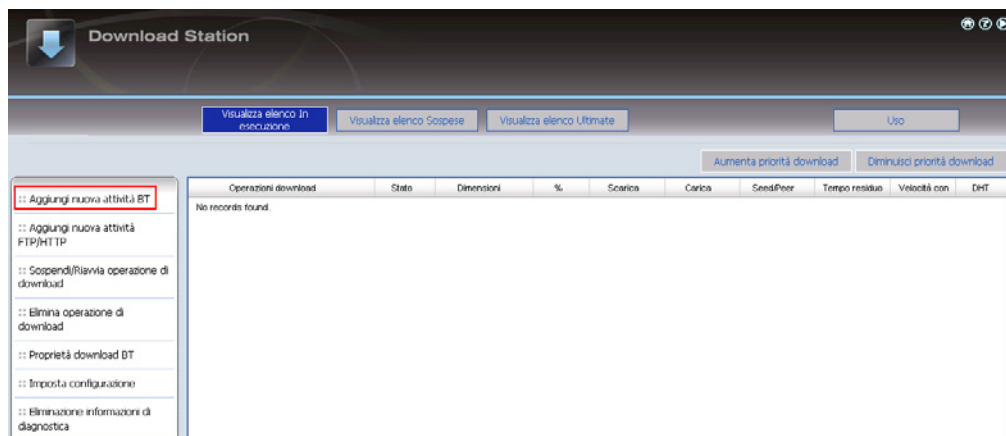 Download Station
Visualizza elenco In
esecuzione
Visualizza elenco Sospese
Visualizza elenco Ultimate
Uso
Aumenta priorità download
Diminuisci priorità download
:: Aggiungi nuova attività BT
:: Aggiungi nuova attività
FTP/HTTP
:: Sospendi/Riavvia operazione di
download
:: Elimina operazione di
download
:: Proprietà download BT
:: Imposta configurazione
:: Eliminazione informazioni di
diagnostica
Operazioni download Stato Dimensioni % Scarica Carica Seed/Peer Tempo residuo Velocità con DHT
No records found.